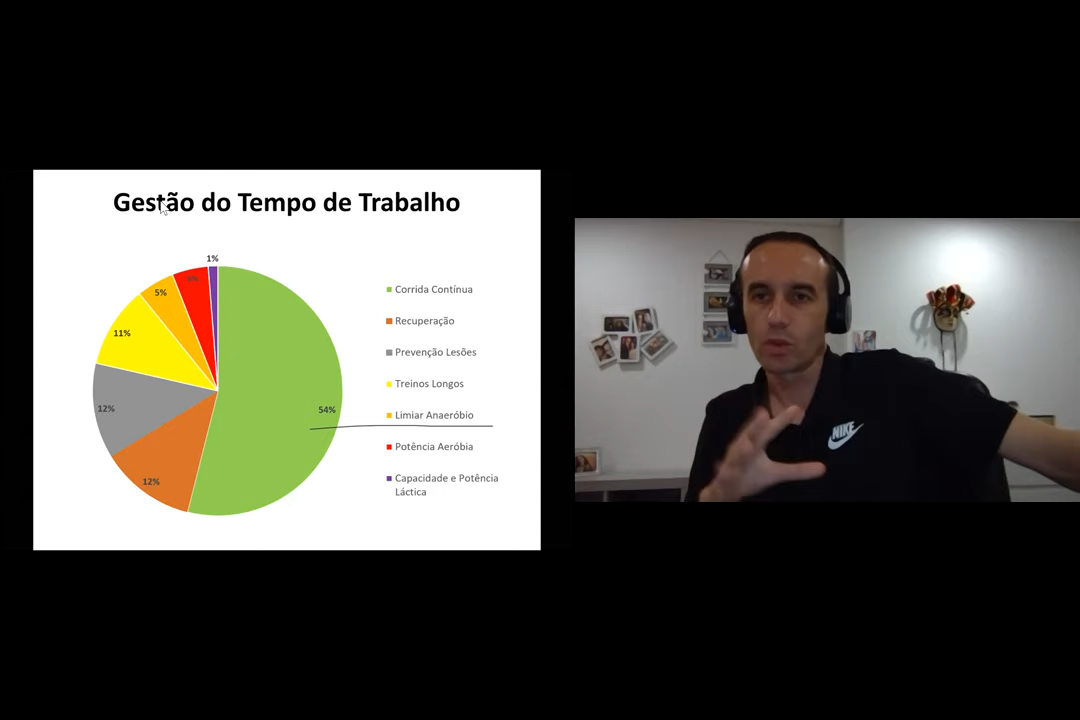 Gestão do Tempo de Trabalho
1%
5%
11%
12%
12%
54%
Corrida Contínua
Recuperação
Prevenção Lesões
Treinos Longos
Limiar Anaeróbio
Potência Aeróbia
Capacidade e Potência
Láctica
NIKE